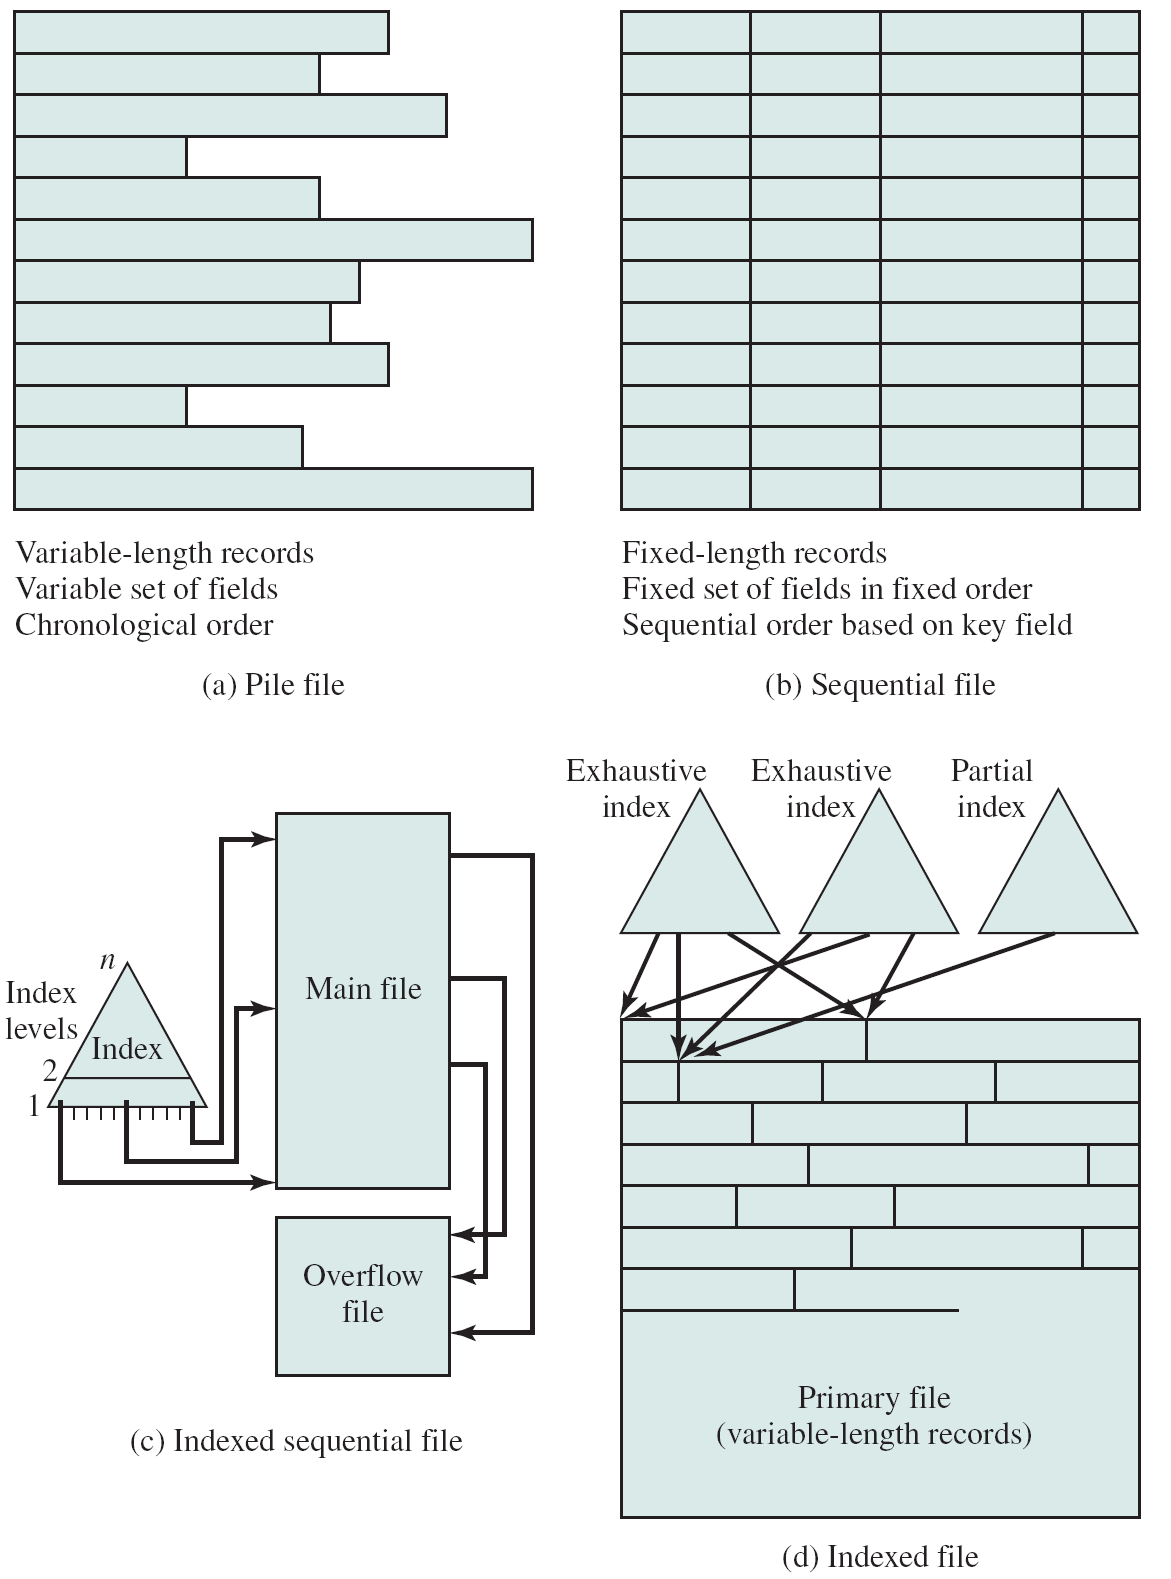 Variable-length records
Variable set of fields
Chronological order
(a) Pile file
Fixed-length records
Fixed set of fields in fixed order
Sequential order based on key field
(b) Sequential file
n
Index
levels
2
1
Index
Main file
Overflow
file
(c) Indexed sequential file
Exhaustive
index
Exhaustive
index
Partial
index
Primary file
(variable-length records)
(d) Indexed file